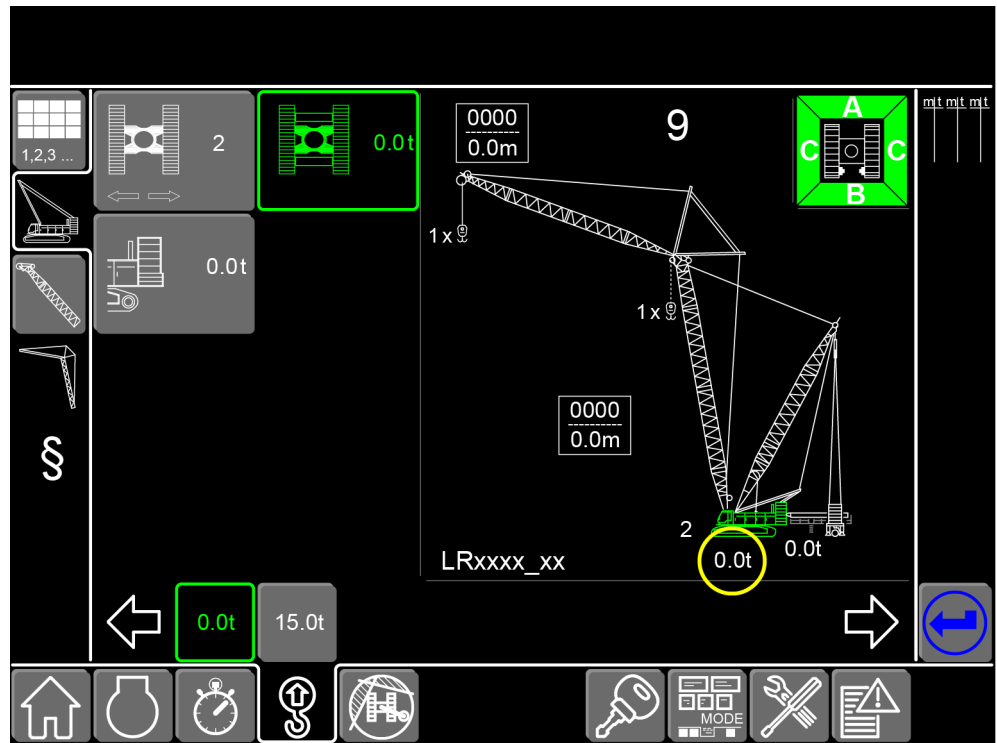 1,2,3 ...
2
0.0t
0.0t
0000
0.0m
9
A
C
C
B
m|t m|t m|t
1 x
1 x
0000
0.0m
§
2
0.0t
0.0t
LRxxxx_xx
0.0t
15.0t
MODE